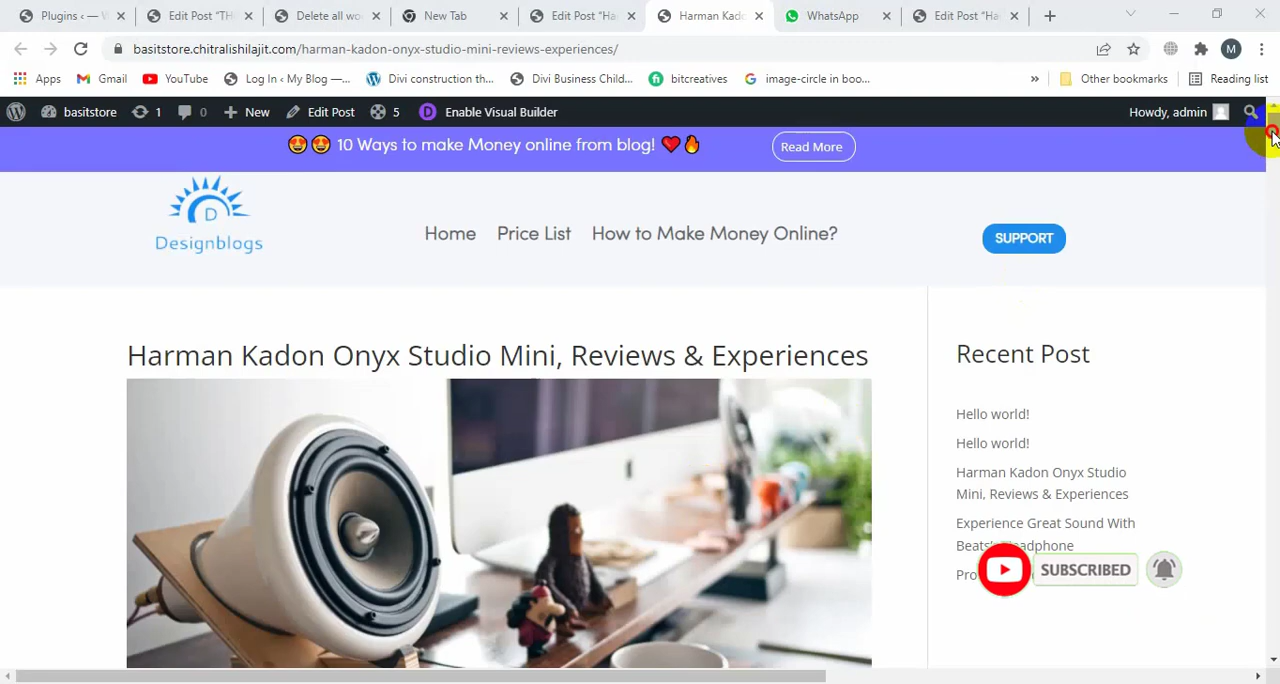 Plugins ‹ — W
Edit Post "TH
Delete all wo
New Tab
Edit Post "Ha
Harman Kado
WhatsApp
Edit Post "Ha
basitstore.chitralishilajit.com/harman-kadon-onyx-studio-mini-reviews-experiences/
M
Apps
Gmail
YouTube
Log In ‹ My Blog —...
Divi construction th...
Divi Business Child...
bitcreatives
image-circle in boo...
»
Other bookmarks
Reading list
basitstore
1
0
New
Edit Post
5
D
Enable Visual Builder
Howdy, admin
😍😍 10 Ways to make Money online from blog! ❤️🔥
Read More
D
Designblogs
Home
Price List
How to Make Money Online?
SUPPORT
Harman Kadon Onyx Studio Mini, Reviews & Experiences
Recent Post
Hello world!
Hello world!
Harman Kadon Onyx Studio
Mini, Reviews & Experiences
Experience Great Sound With
SUBSCRIBED